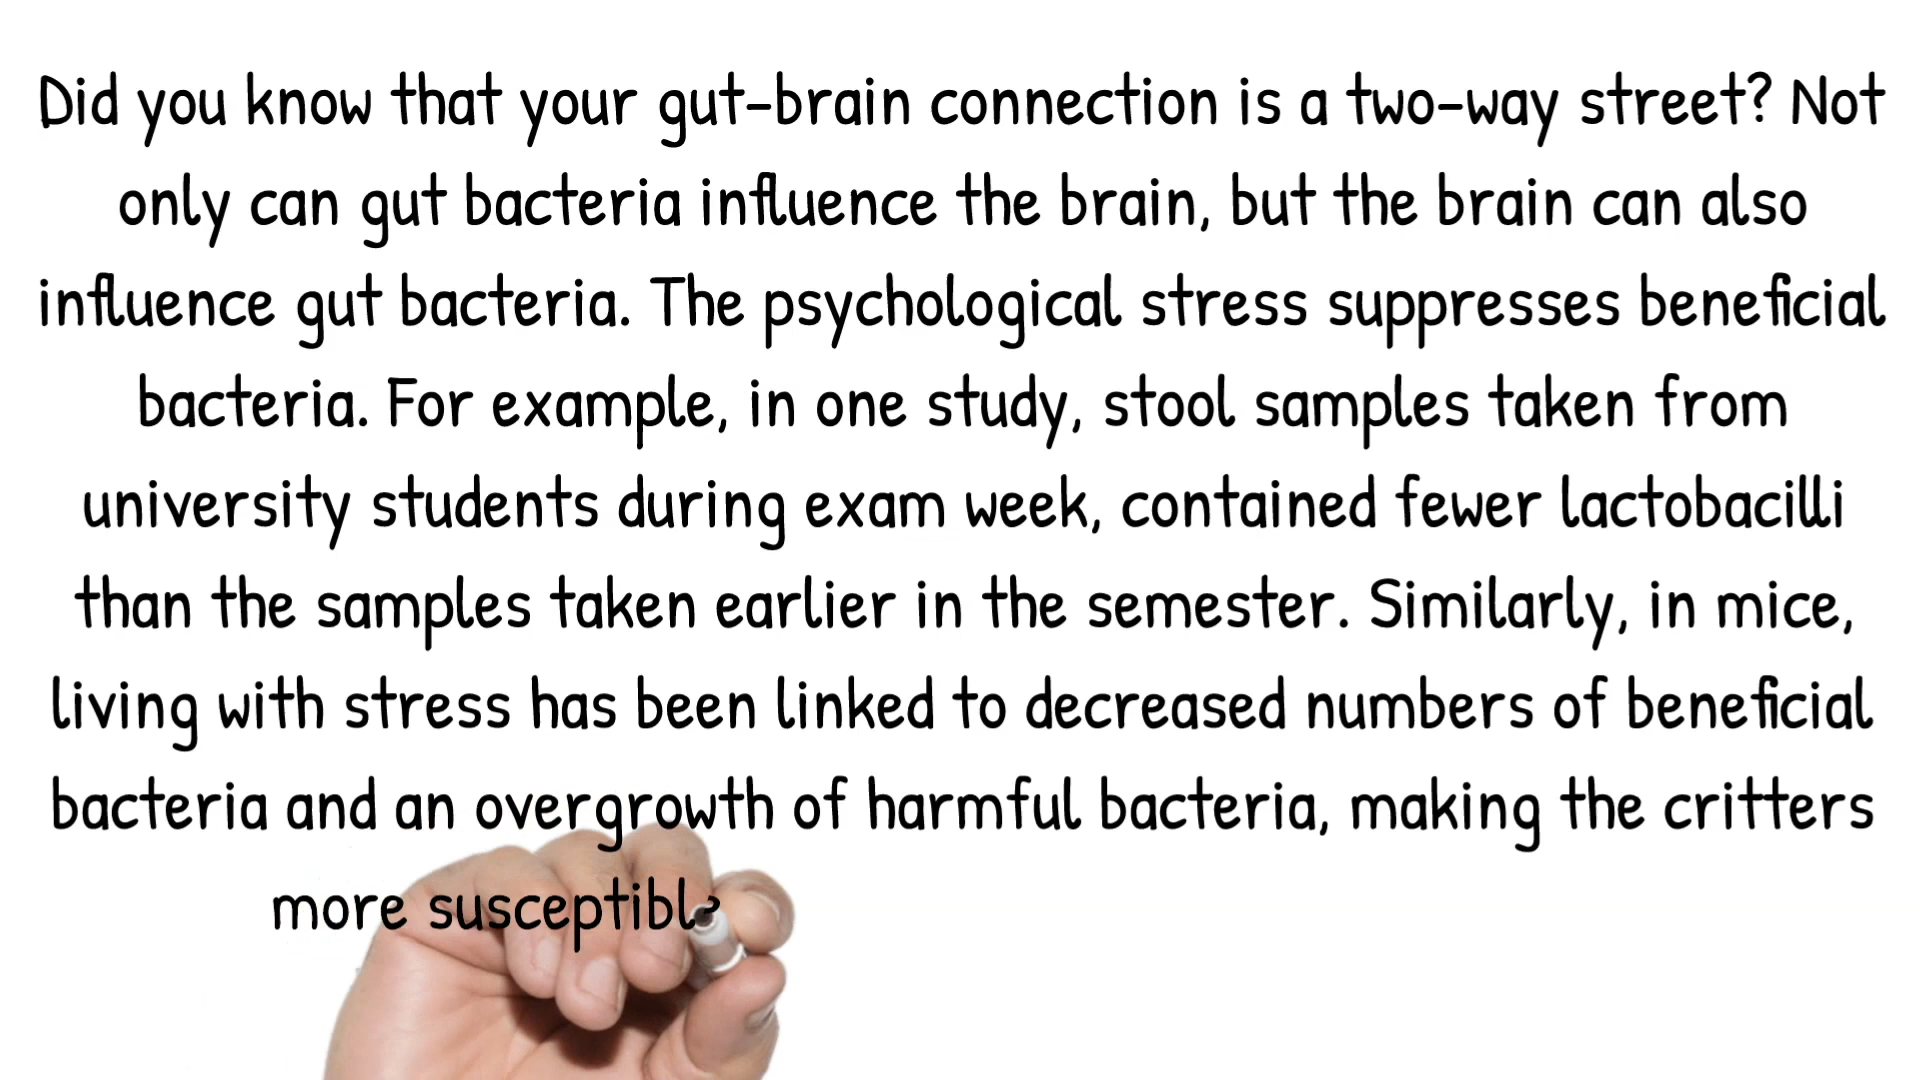 Did you know that your gut-brain connection is a two-way street? Not
only can gut bacteria influence the brain, but the brain can also
influence gut bacteria. The psychological stress suppresses beneficial
bacteria. For example, in one study, stool samples taken from
university students during exam week, contained fewer lactobacilli
than the samples taken earlier in the semester. Similarly, in mice,
living with stress has been linked to decreased numbers of beneficial
bacteria and an overgrowth of harmful bacteria, making the critters
more susceptible